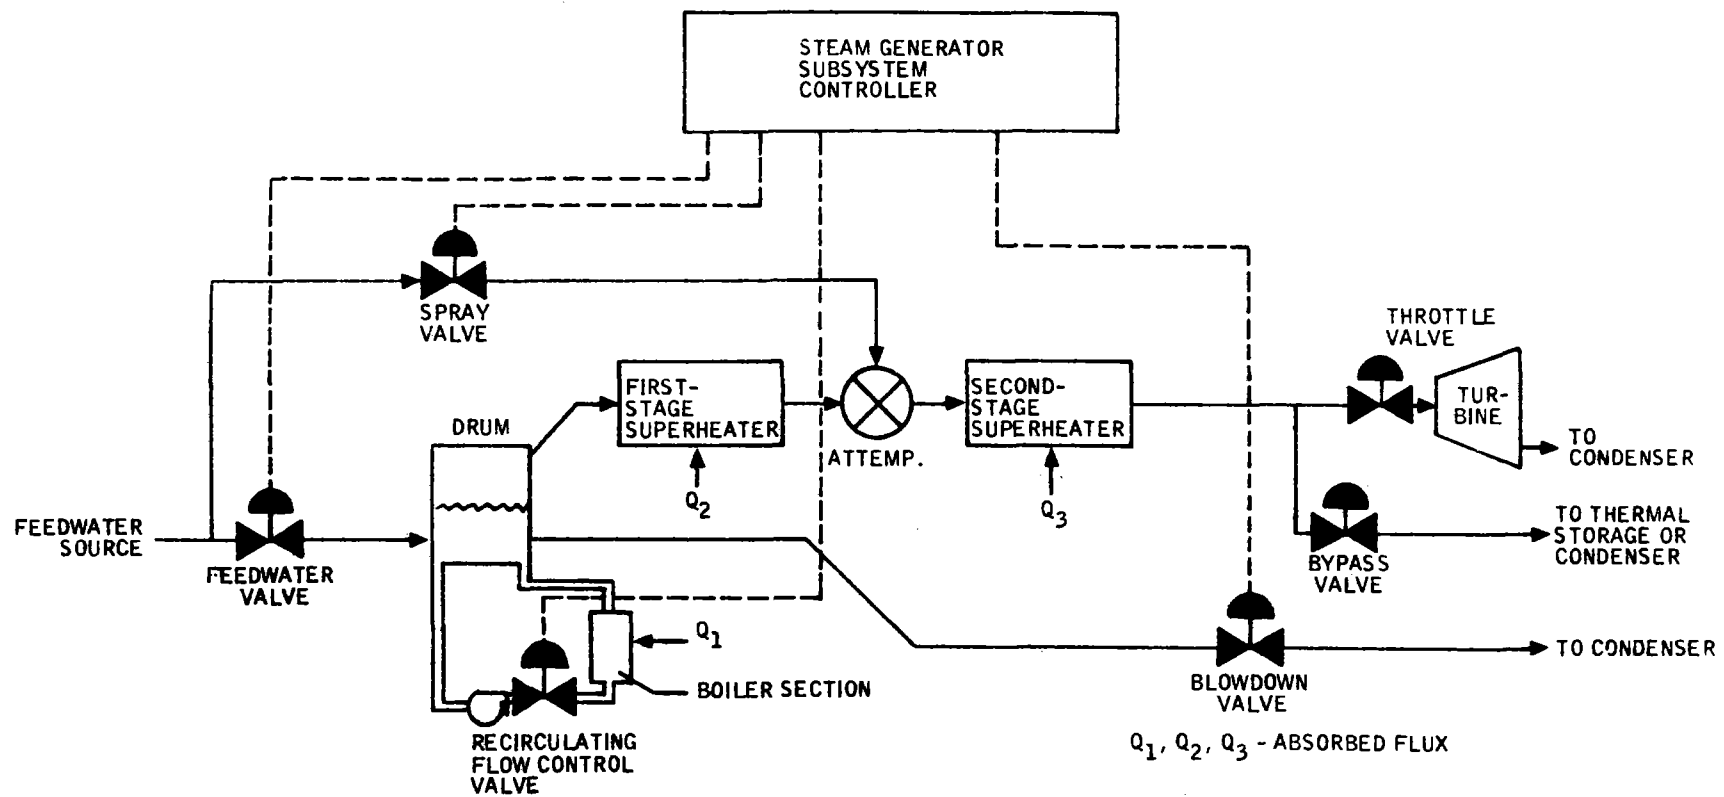 STEAM GENERATOR
SUBSYSTEM
CONTROLLER
SPRAY
VALVE
THROTTLE
VALVE
FIRST-
STAGE
SUPERHEATER
SECOND-
STAGE
SUPERHEATER
TUR-
BINE
DRUM
ATTEMP.
TO
CONDENSER
Q2
Q3
FEEDWATER
SOURCE
TO THERMAL
STORAGE OR
CONDENSER
FEEDWATER
VALVE
BYPASS
VALVE
Q1
TO CONDENSER
BOILER SECTION
BLOWDOWN
VALVE
RECIRCULATING
FLOW CONTROL
VALVE
Q1, Q2, Q3 - ABSORBED FLUX